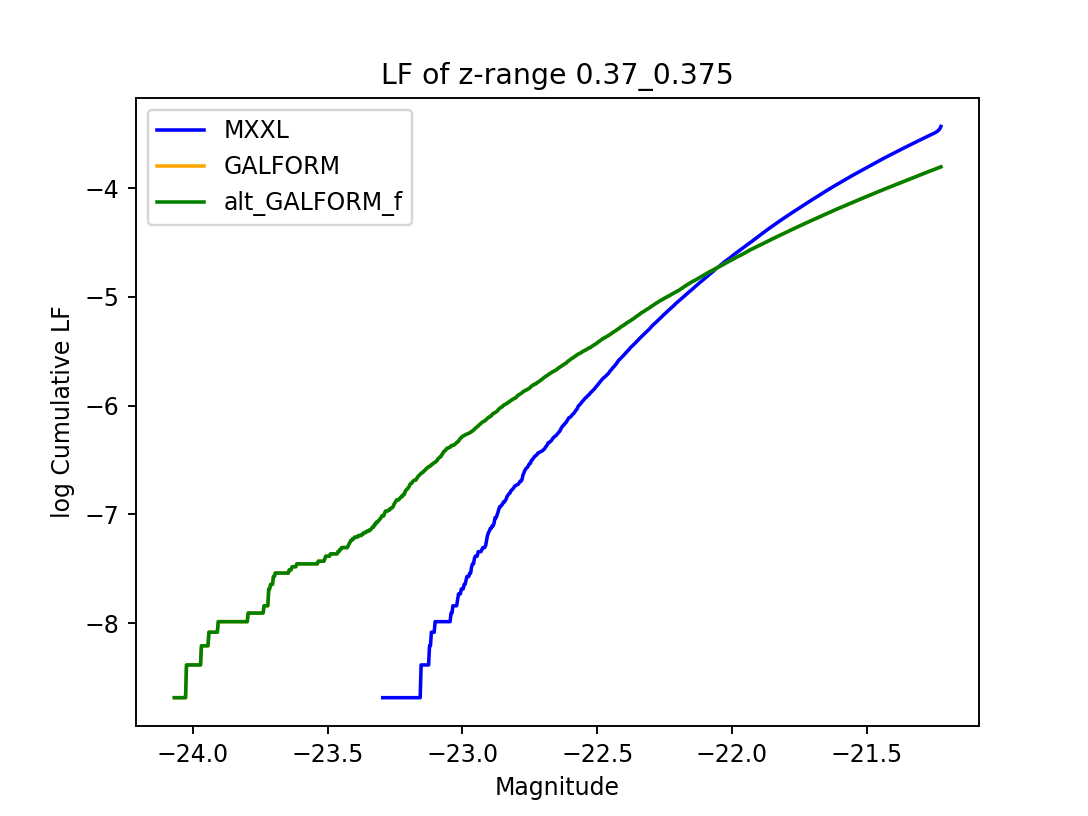 LF of z-range 0.37_0.375
MXXL
GALFORM
alt_GALFORM_f
log Cumulative LF
−4
−5
−6
−7
−8
−24.0 −23.5 −23.0 −22.5 −22.0 −21.5
Magnitude